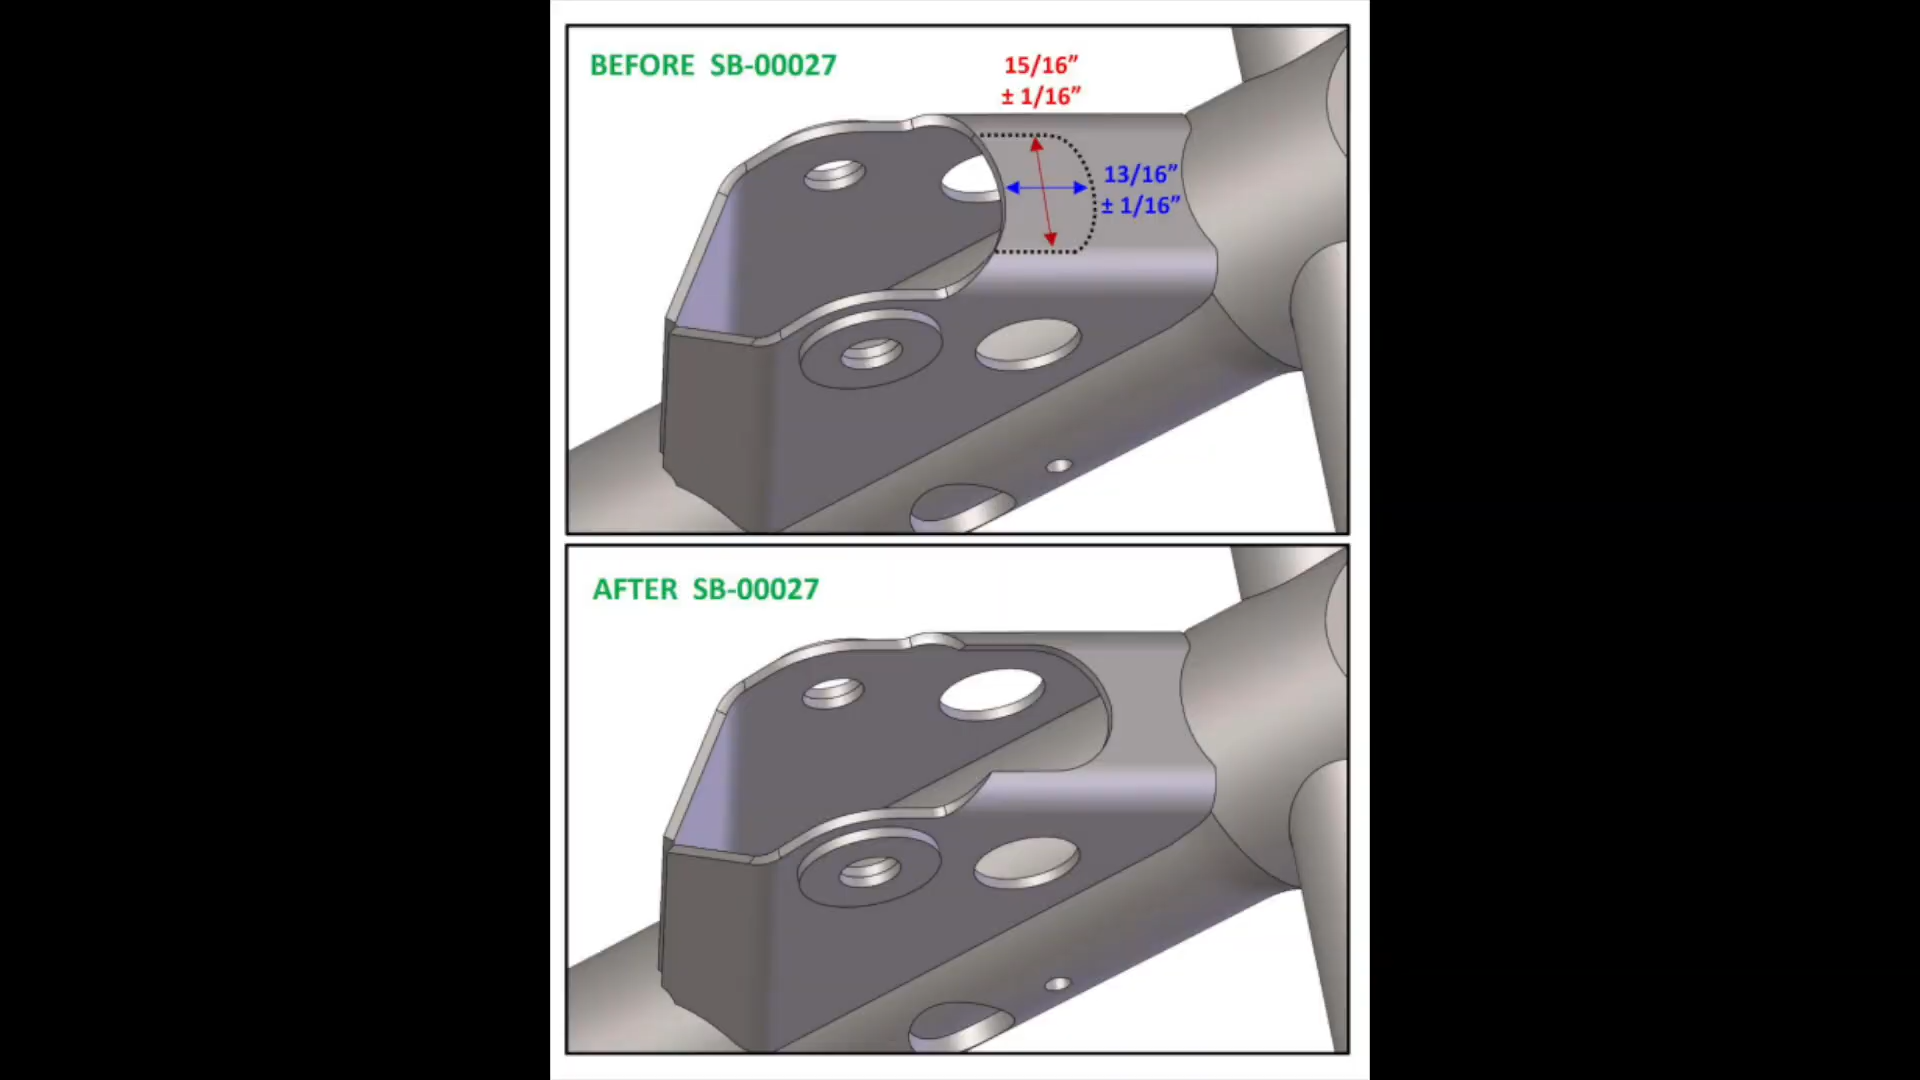 BEFORE SB-00027
15/16”
± 1/16”
13/16”
± 1/16”
AFTER SB-00027